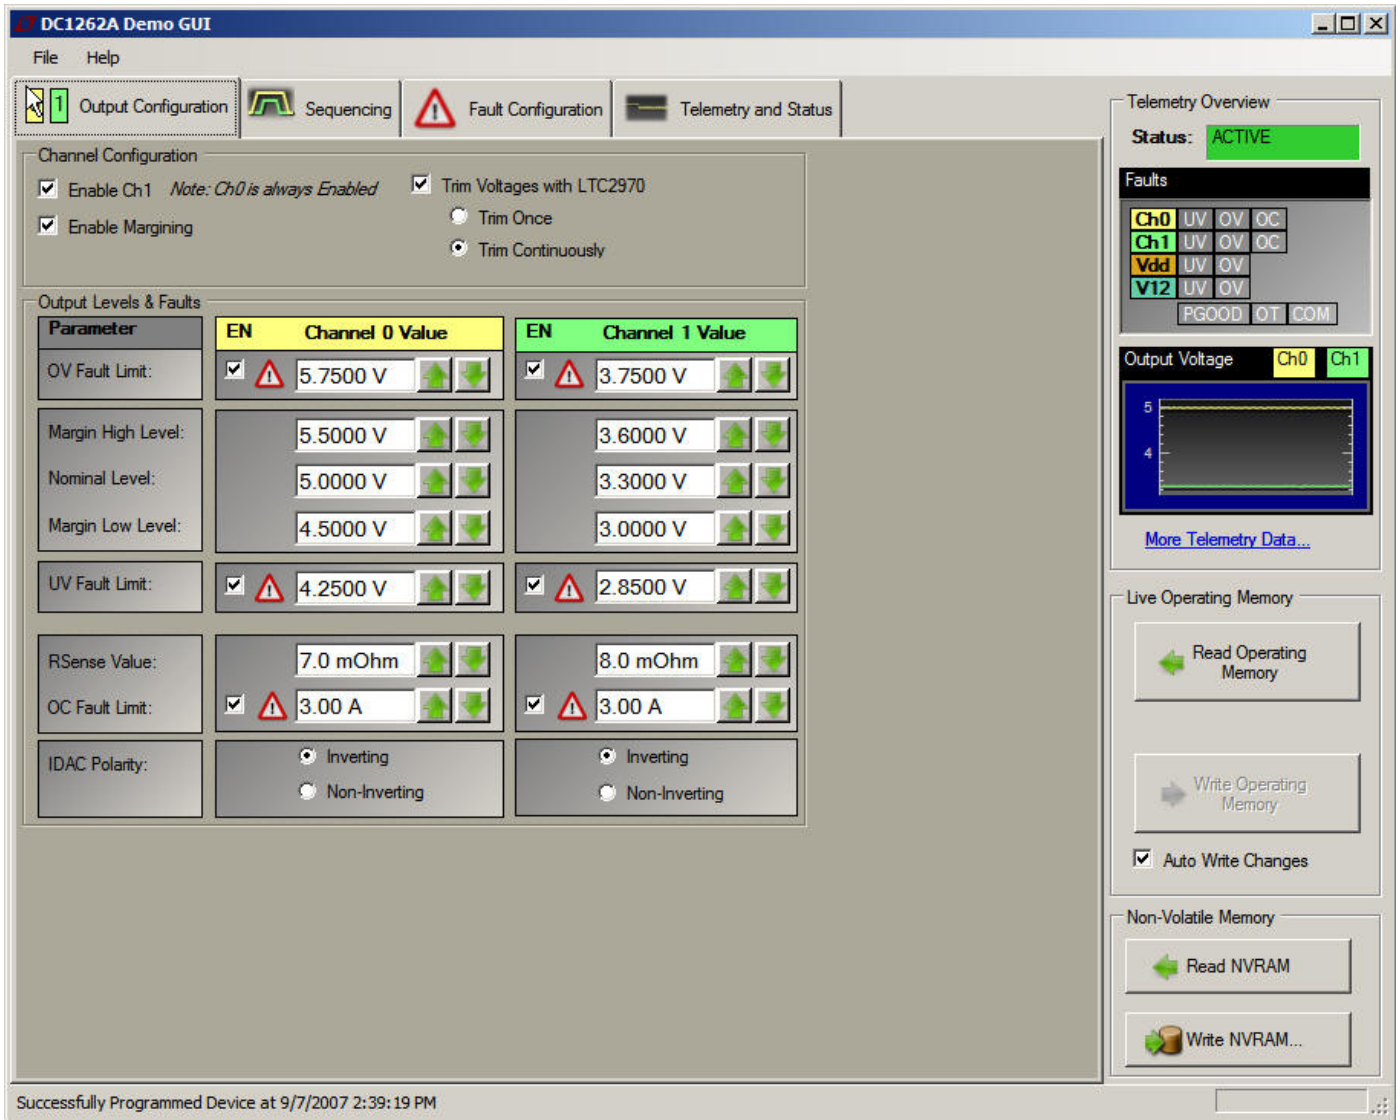 DC1262A Demo GUI
File Help
1 Output Configuration Sequencing Fault Configuration Telemetry and Status
Channel Configuration
Enable Ch1 Note: Ch0 is always Enabled
Enable Margining
Trim Voltages with LTC2970
Trim Once
Trim Continuously
Output Levels & Faults
Parameter EN Channel 0 Value EN Channel 1 Value
OV Fault Limit: 5.7500 V 3.7500 V
Margin High Level: 5.5000 V 3.6000 V
Nominal Level: 5.0000 V 3.3000 V
Margin Low Level: 4.5000 V 3.0000 V
UV Fault Limit: 4.2500 V 2.8500 V
RSense Value: 7.0 mOhm 8.0 mOhm
OC Fault Limit: 3.00 A 3.00 A
IDAC Polarity: Inverting Inverting
Non-Inverting Non-Inverting
Telemetry Overview
Status: ACTIVE
Faults
Ch0 UV OV OC
Ch1 UV OV OC
Vdd UV OV
V12 UV OV
PGOOD OT COM
Output Voltage Ch0 Ch1
5
4
More Telemetry Data...
Live Operating Memory
Read Operating
Memory
Write Operating
Memory
Auto Write Changes
Non-Volatile Memory
Read NVRAM
Write NVRAM...
Successfully Programmed Device at 9/7/2007 2:39:19 PM